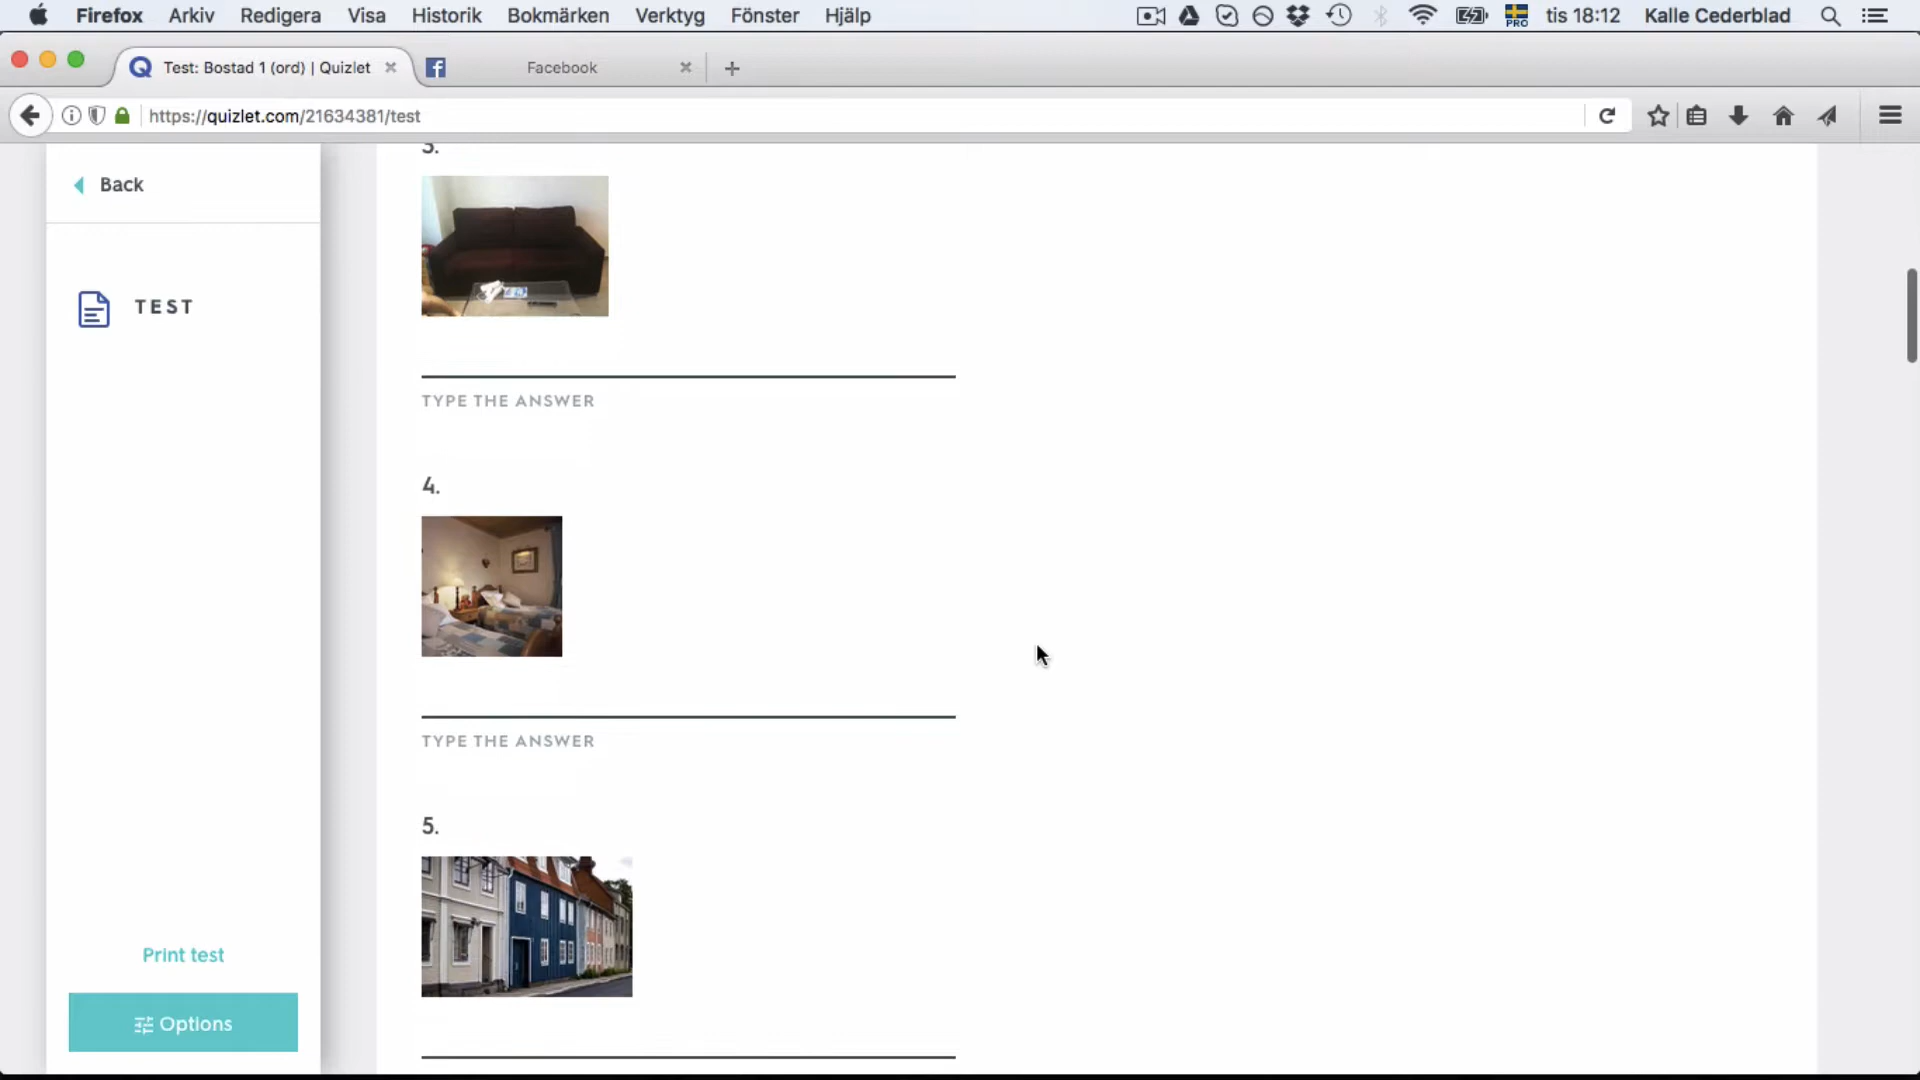 Firefox Arkiv Redigera Visa Historik Bokmärken Verktyg Fönster Hjälp PRO tis 18:12 Kalle Cederblad
Test: Bostad 1 (ord) | Quizlet Facebook
https://quizlet.com/21634381/test
Back
TEST
3.
TYPE THE ANSWER
4.
TYPE THE ANSWER
5.
Print test
Options